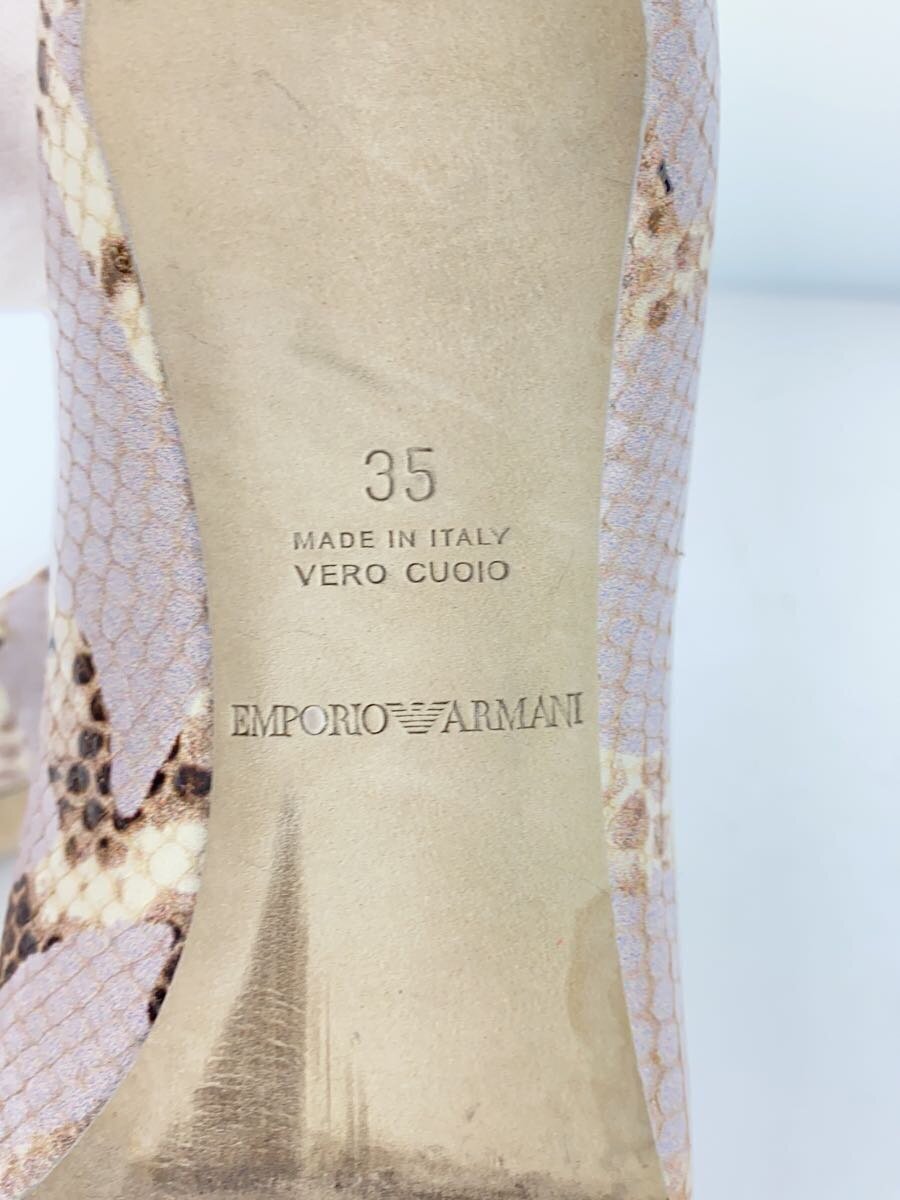 35
MADE IN ITALY
VERO CUOIO
EMPORIO ARMANI